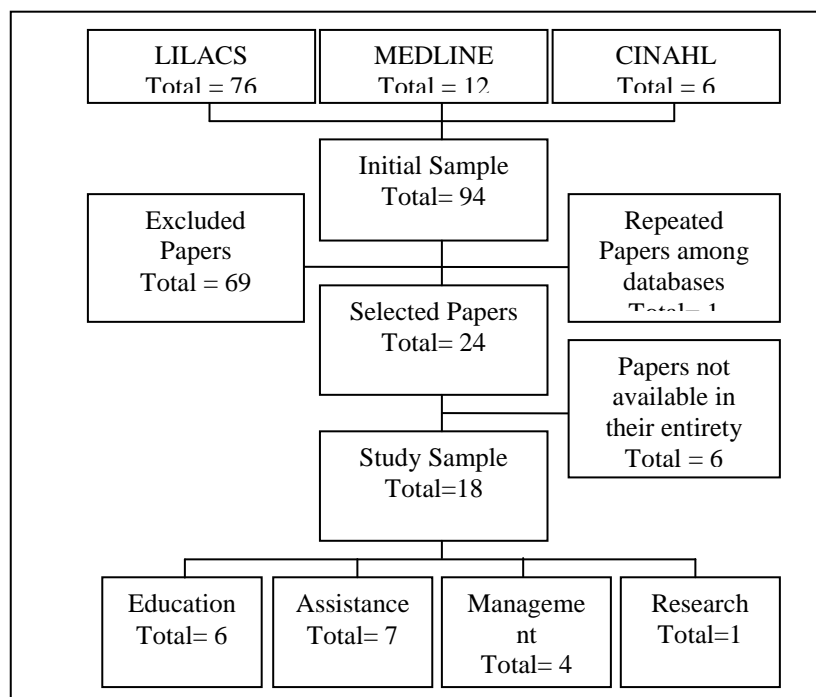 LILACS
Total = 76
MEDLINE
Total = 12
CINAHL
Total = 6
Initial Sample
Total= 94
Excluded
Papers
Total = 69
Repeated
Papers among
databases
Total= 1
Selected Papers
Total= 24
Papers not
available in
their entirety
Total = 6
Study Sample
Total=18
Education
Total= 6
Assistance
Total= 7
Manageme
nt
Total= 4
Research
Total=1